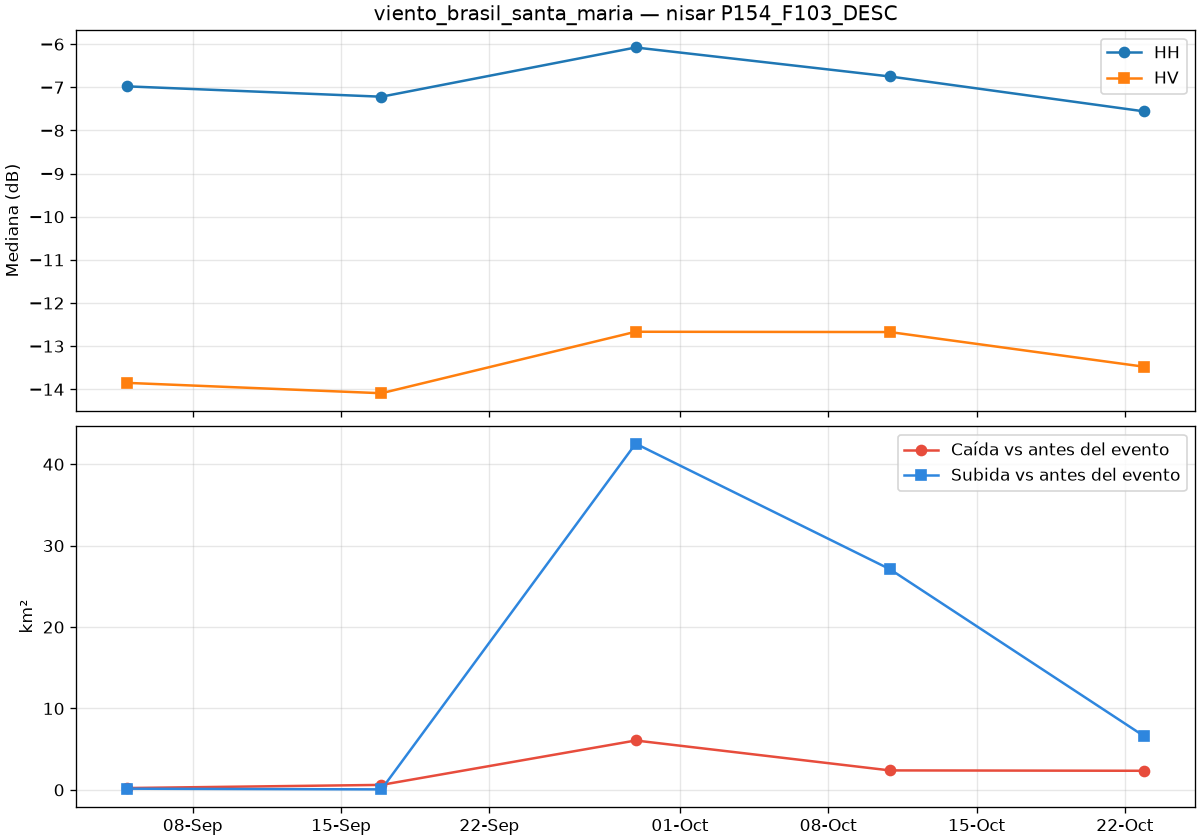 viento_brasil_santa_maria — nisar P154_F103_DESC
−6
−7
−8
−9
−10
−11
−12
−13
−14
Mediana (dB)
HH
HV
40
30
20
10
0
km²
Caída vs antes del evento
Subida vs antes del evento
08-Sep
15-Sep
22-Sep
01-Oct
08-Oct
15-Oct
22-Oct